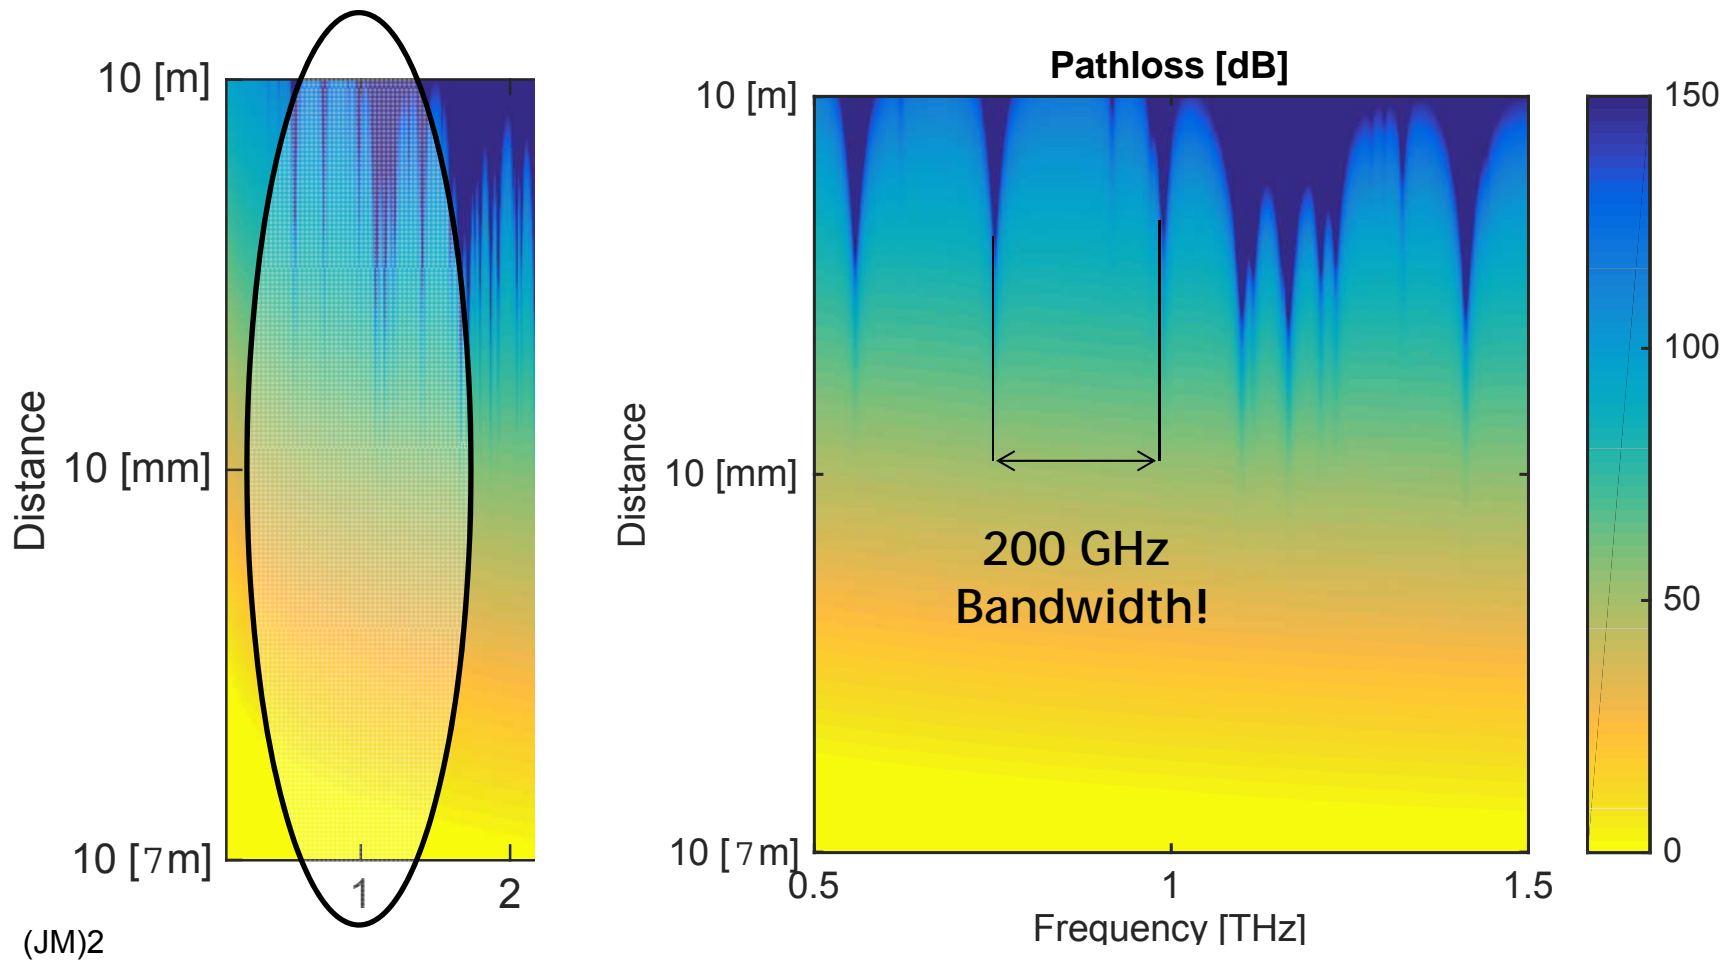 10 [m]
10 [mm]
10 [7m]
Distance
1
2
(JM)2
Pathloss [dB]
10 [m]
10 [mm]
10 [7m]
Distance
200 GHz
Bandwidth!
0.5
1
1.5
Frequency [THz]
150
100
50
0